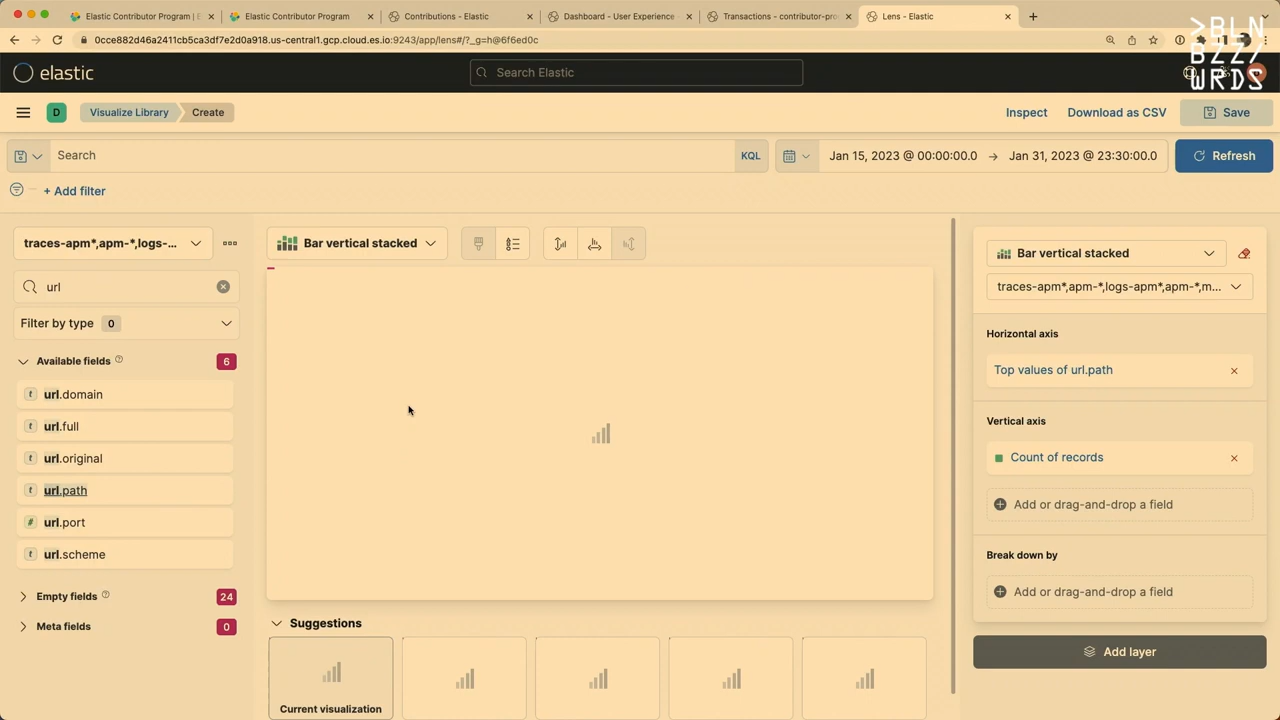 Elastic Contributor Program | E
Elastic Contributor Program
Contributions - Elastic
Dashboard - User Experience
Transactions - contributor-pro
Lens - Elastic
0cce882d46a2411cb5ca3df7e2d0a918.us-central1.gcp.cloud.es.io:9243/app/lens#/?_g=h@6f6ed0c
>BLN
BZZ/
WRDS
elastic
Search Elastic
D
Visualize Library
Create
Inspect
Download as CSV
Save
Search
KQL
Jan 15, 2023 @ 00:00:00.0
→
Jan 31, 2023 @ 23:30:00.0
Refresh
+ Add filter
traces-apm*,apm-*,logs-...
Bar vertical stacked
url
Filter by type 0
Available fields 6
t url.domain
t url.full
t url.original
t url.path
# url.port
t url.scheme
Empty fields 24
Meta fields 0
Suggestions
Current visualization
Bar vertical stacked
traces-apm*,apm-*,logs-apm*,apm-*,m...
Horizontal axis
Top values of url.path
Vertical axis
Count of records
Add or drag-and-drop a field
Break down by
Add or drag-and-drop a field
Add layer